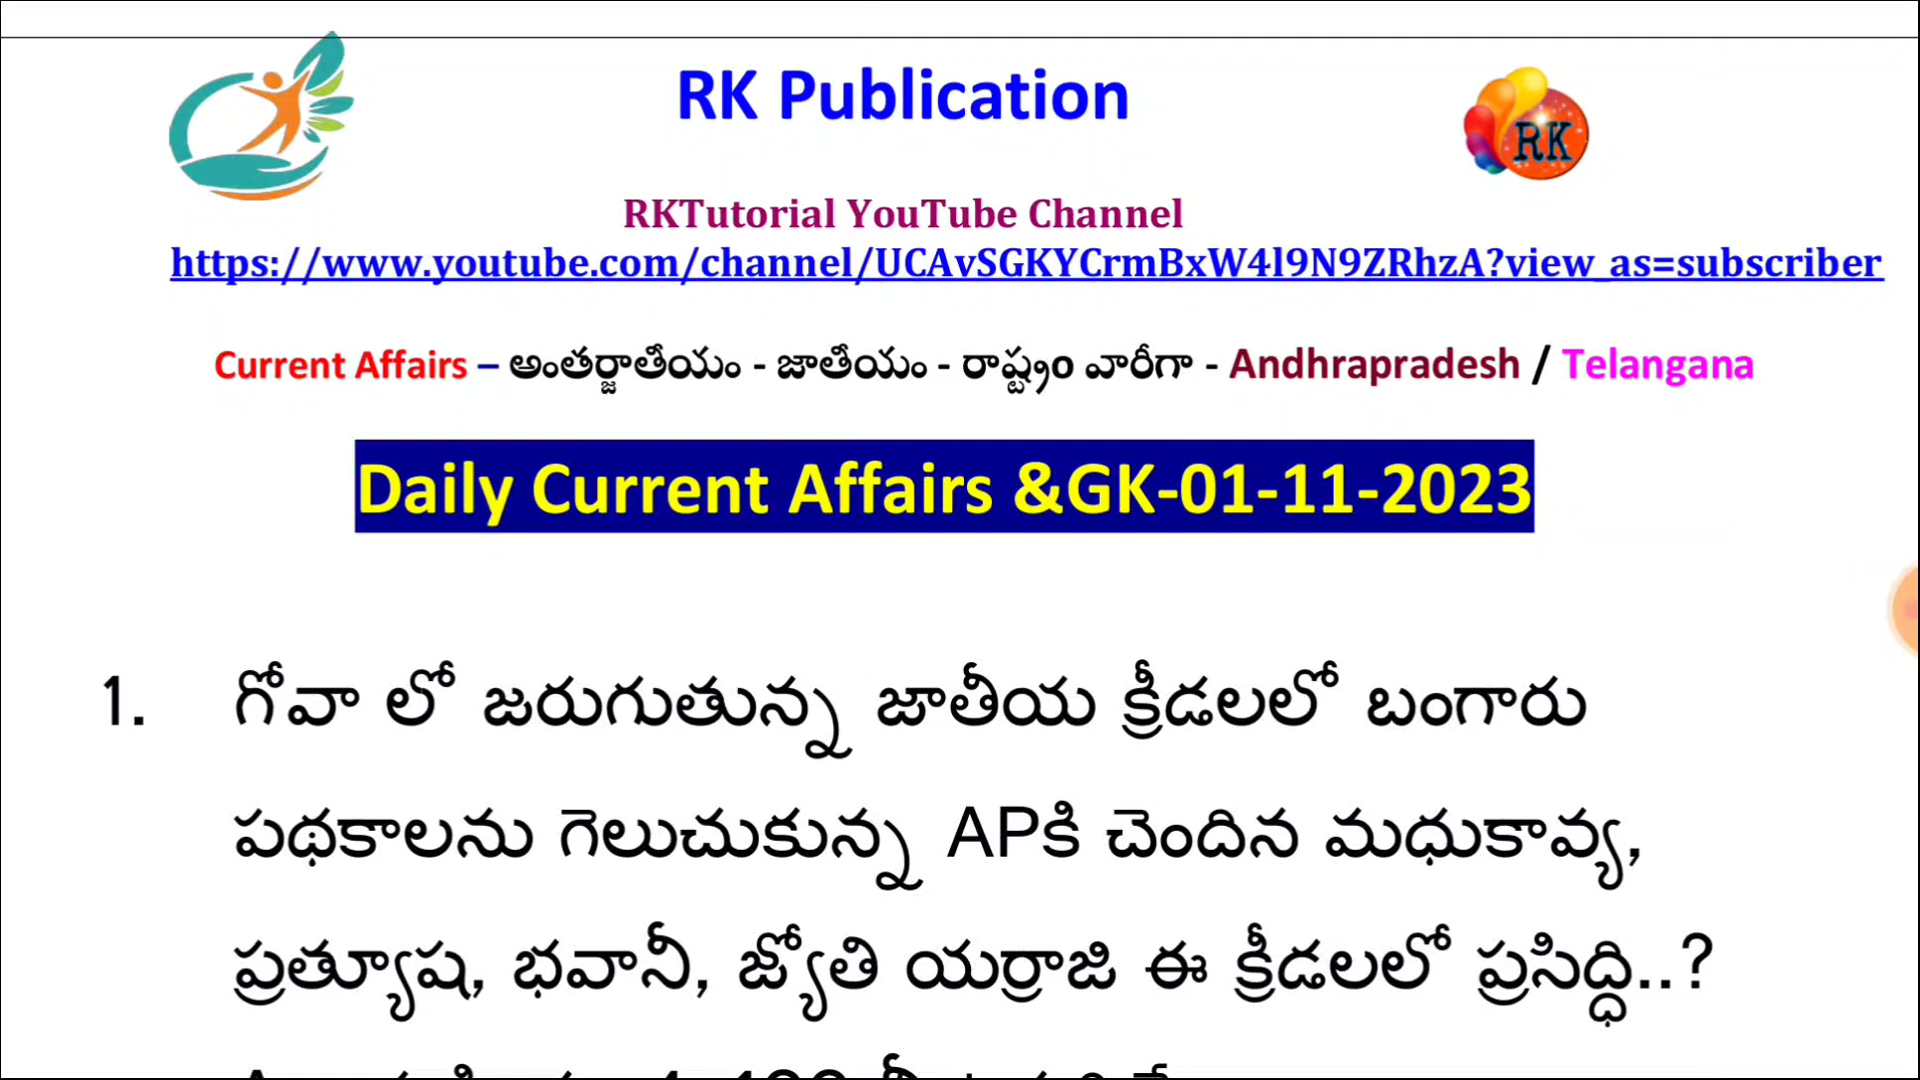 RK Publication
RK
RKTutorial YouTube Channel
https://www.youtube.com/channel/UCAvSGKYCrmBxW4l9N9ZRhzA?view_as=subscriber
Current Affairs – అంతర్జాతీయం - జాతీయం - రాష్ట్రం వారీగా - Andhrapradesh / Telangana
Daily Current Affairs &GK-01-11-2023
1. గోవా లో జరుగుతున్న జాతీయ క్రీడలలో బంగారు
పథకాలను గెలుచుకున్న APకి చెందిన మధుకావ్య,
ప్రత్యూష, భవానీ, జ్యోతి యర్రాజి ఈ క్రీడలలో ప్రసిద్ధి..?